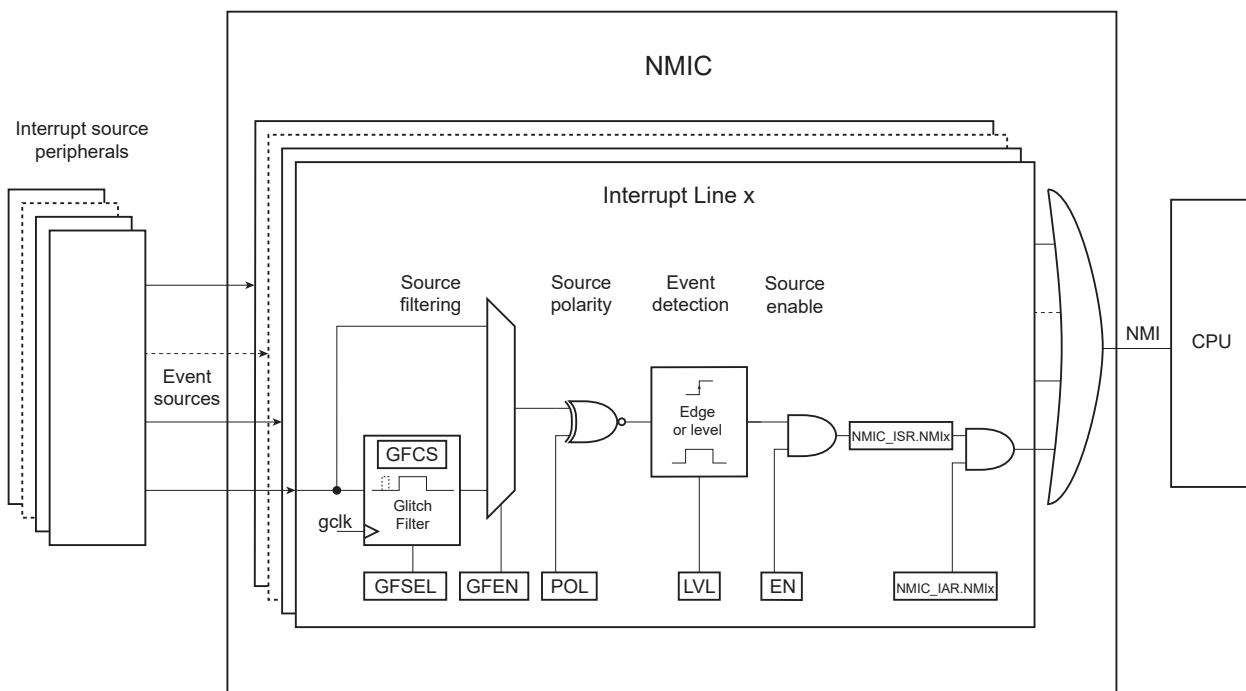 NMIC
Interrupt source
peripherals
Interrupt Line x
Source
filtering
Source
polarity
Event
detection
Source
enable
NMI
CPU
Event
sources
Edge
or level
GFCS
NMIC_ISR.NMIx
Glitch
Filter
gclk
GFSEL
GFEN
POL
LVL
EN
NMIC_IAR.NMIx